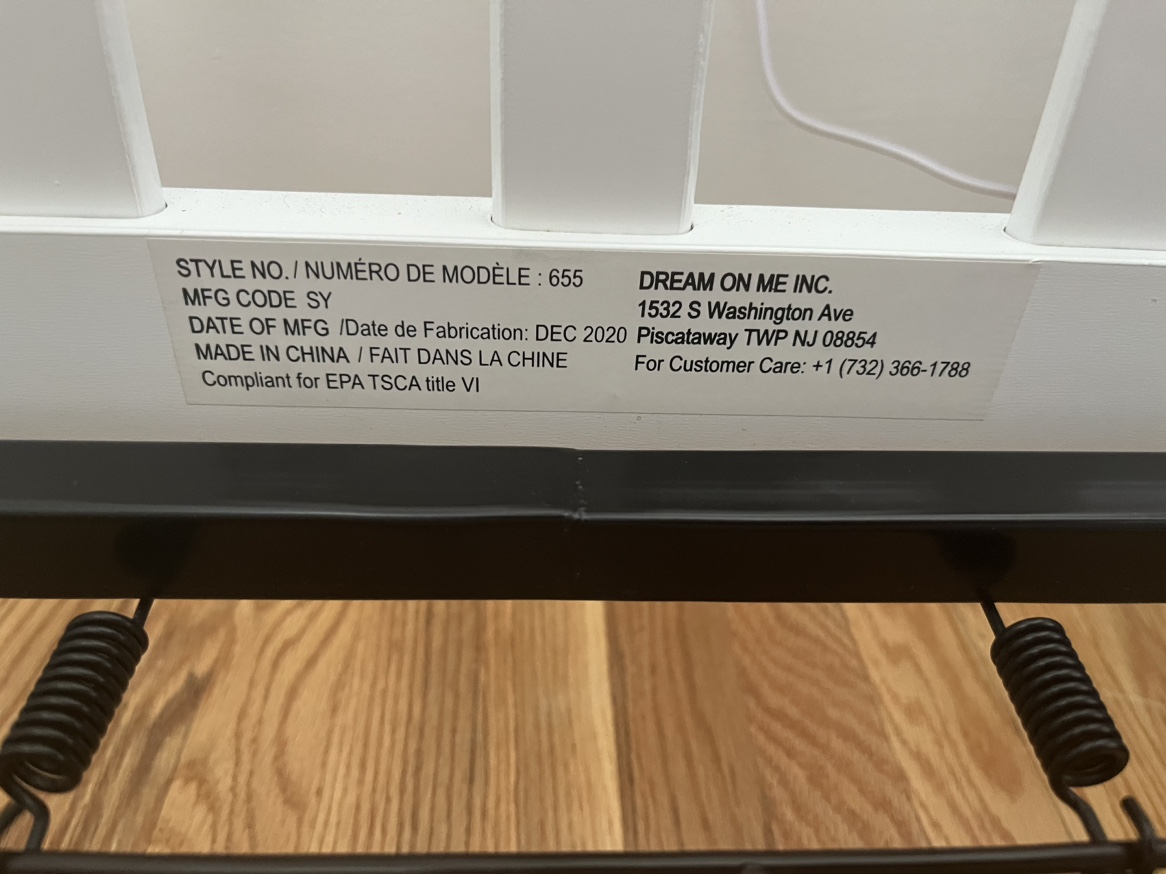 STYLE NO. / NUMÉRO DE MODÈLE : 655
MFG CODE SY
DATE OF MFG /Date de Fabrication: DEC 2020
MADE IN CHINA / FAIT DANS LA CHINE
Compliant for EPA TSCA title VI
DREAM ON ME INC.
1532 S Washington Ave
Piscataway TWP NJ 08854
For Customer Care: +1 (732) 366-1788